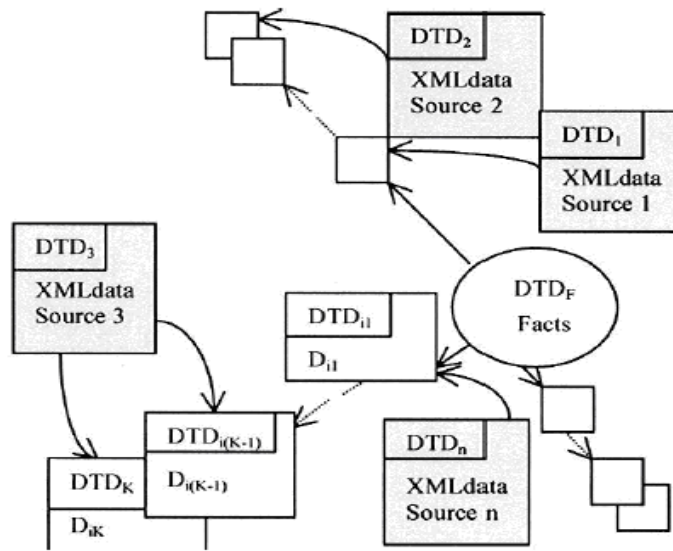 DTD2
XMLdata
Source 2
DTD1
XMLdata
Source 1
DTD3
XMLdata
Source 3
DTDF
Facts
DTDi1
Di1
DTDi(K-1)
Di(K-1)
DTDK
DiK
DTDn
XMLdata
Source n